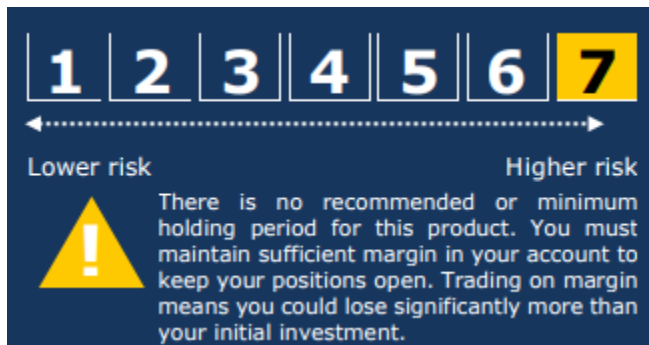 1 2 3 4 5 6 7
Lower risk Higher risk
!
There is no recommended or minimum
holding period for this product. You must
maintain sufficient margin in your account to
keep your positions open. Trading on margin
means you could lose significantly more than
your initial investment.